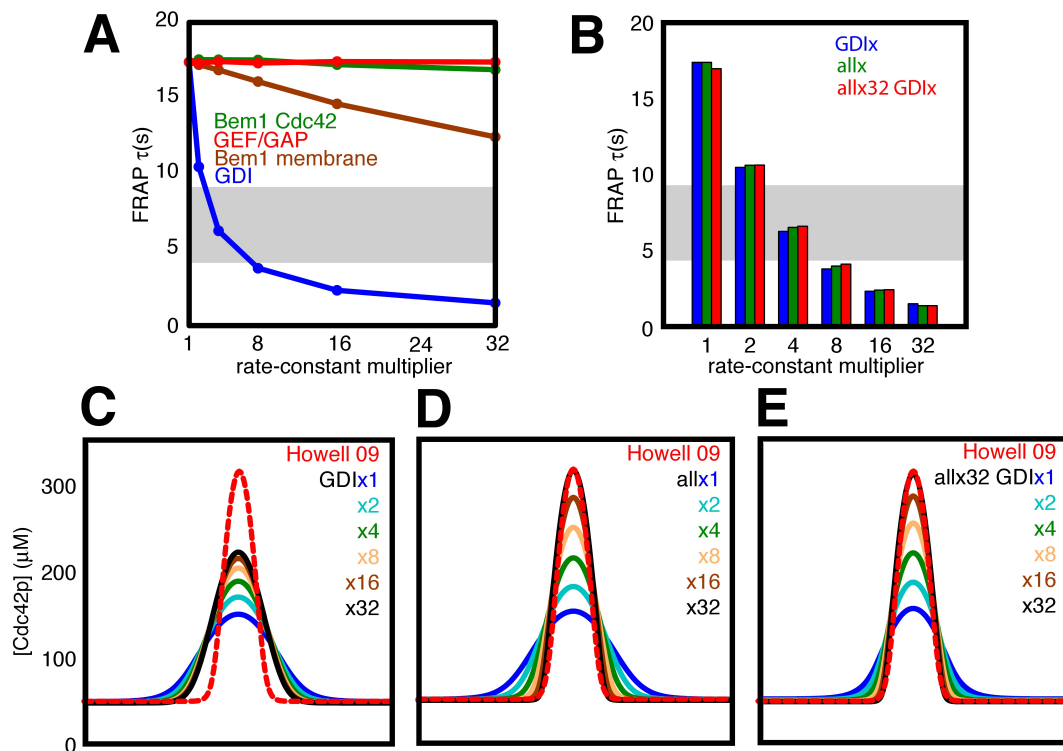 A
20
15
10
5
0
FRAP τ(s)
Bem1 Cdc42
GEF/GAP
Bem1 membrane
GDI
1 8 16 24 32
rate-constant multiplier
B
20
15
10
5
0
FRAP τ(s)
GDIx
allx
allx32 GDIx
1 2 4 8 16 32
rate-constant multiplier
C
300
200
100
0
[Cdc42p] (µM)
Howell 09
GDIx1
x2
x4
x8
x16
x32
D
Howell 09
allx1
x2
x4
x8
x16
x32
E
Howell 09
allx32 GDIx1
x2
x4
x8
x16
x32